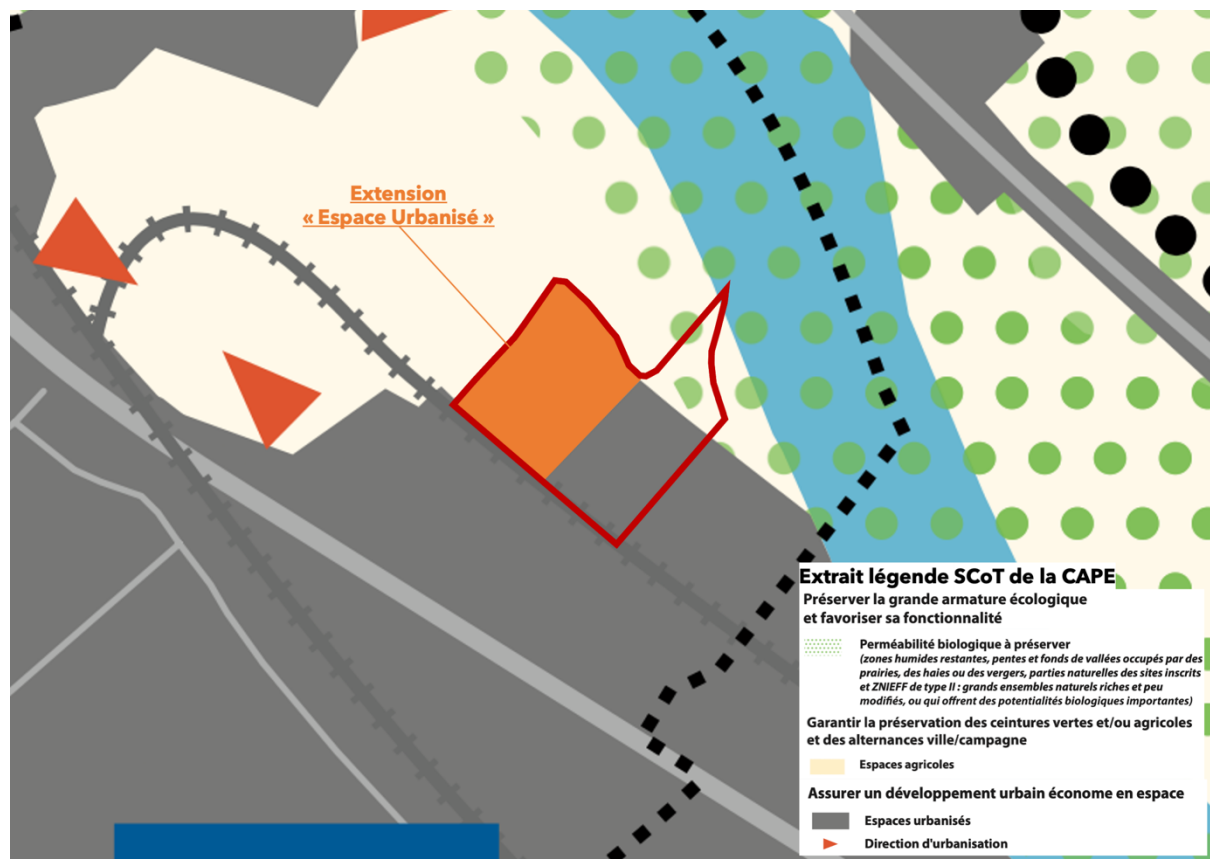 Extension
« Espace Urbanisé »
Extrait légende SCoT de la CAPE
Préserver la grande armature écologique
et favoriser sa fonctionnalité
Perméabilité biologique à préserver
(zones humides restantes, pentes et fonds de vallées occupés par des
prairies, des haies ou des vergers, parties naturelles des sites inscrits
et ZNIEFF de type II : grands ensembles naturels riches et peu
modifiés, ou qui offrent des potentialités biologiques importantes)
Garantir la préservation des ceintures vertes et/ou agricoles
et des alternances ville/campagne
Espaces agricoles
Assurer un développement urbain économe en espace
Espaces urbanisés
Direction d'urbanisation